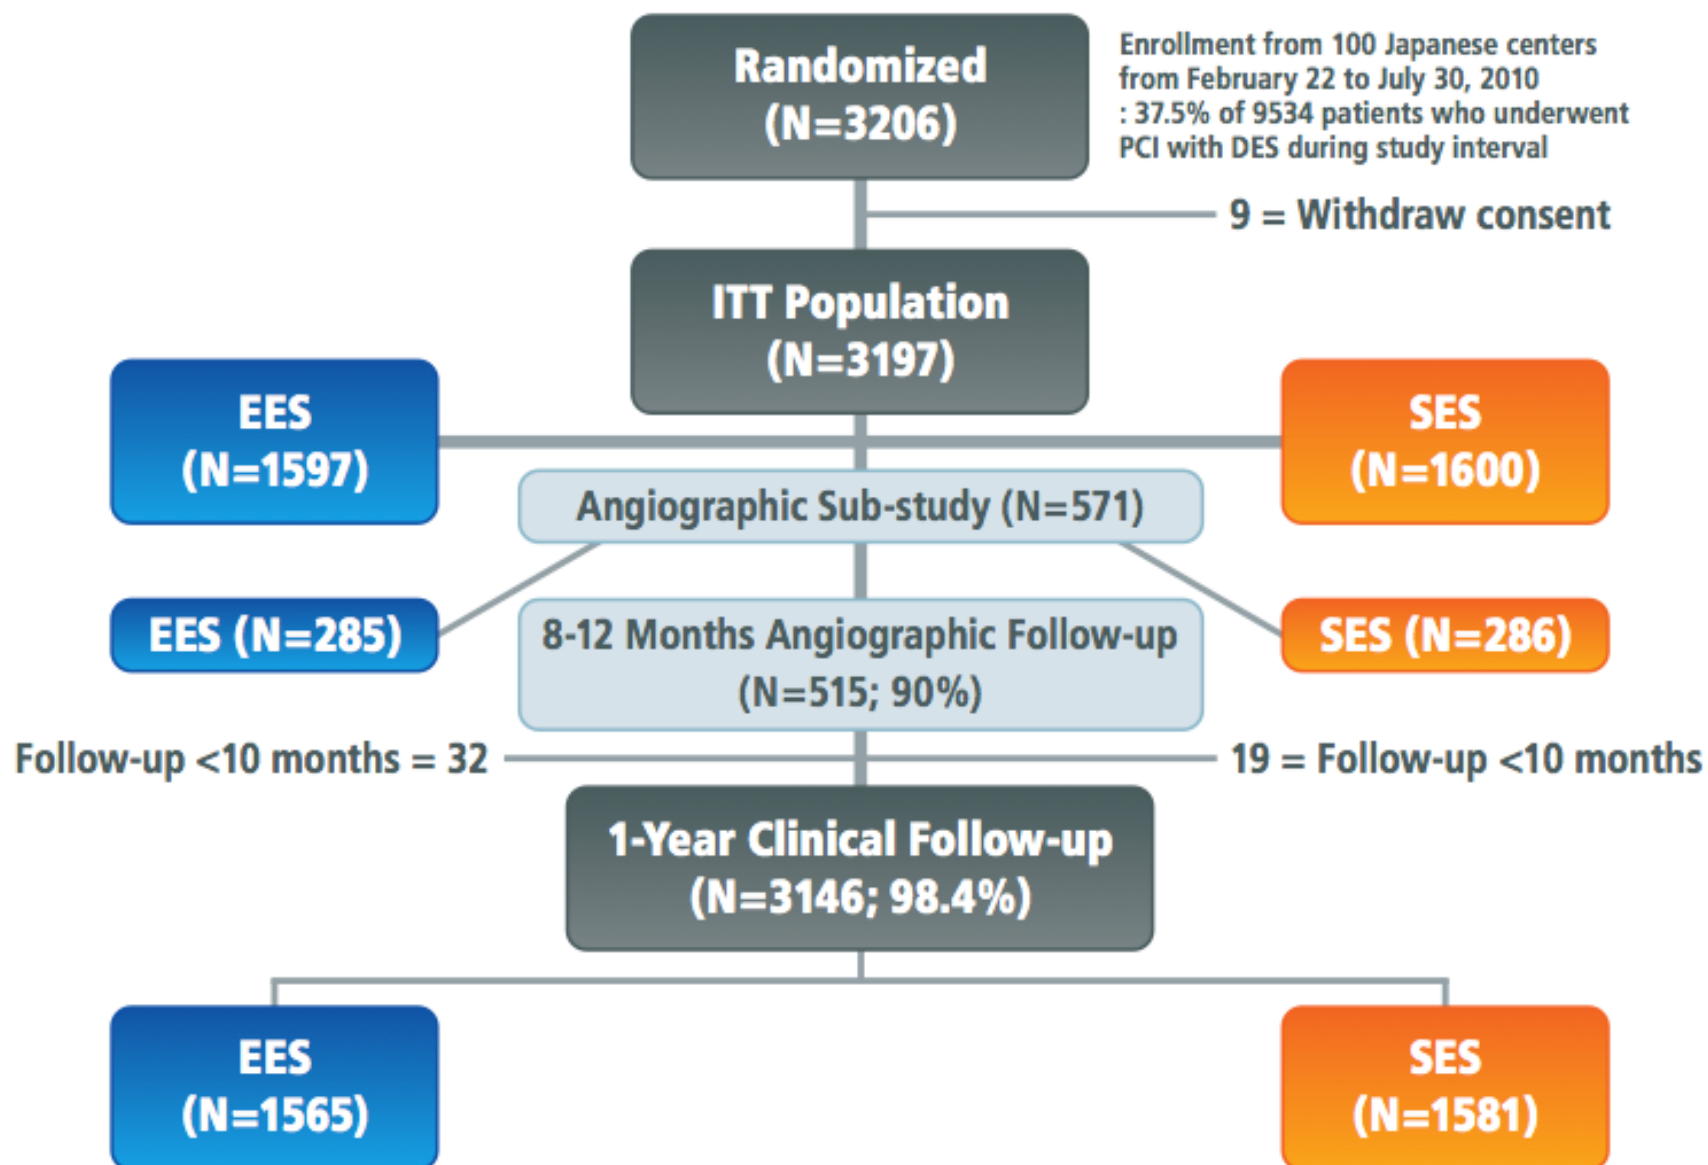 Randomized
(N=3206)
Enrollment from 100 Japanese centers
from February 22 to July 30, 2010
: 37.5% of 9534 patients who underwent
PCI with DES during study interval
9 = Withdraw consent
ITT Population
(N=3197)
EES
(N=1597)
SES
(N=1600)
Angiographic Sub-study (N=571)
EES (N=285)
8-12 Months Angiographic Follow-up
(N=515; 90%)
SES (N=286)
Follow-up <10 months = 32
19 = Follow-up <10 months
1-Year Clinical Follow-up
(N=3146; 98.4%)
EES
(N=1565)
SES
(N=1581)